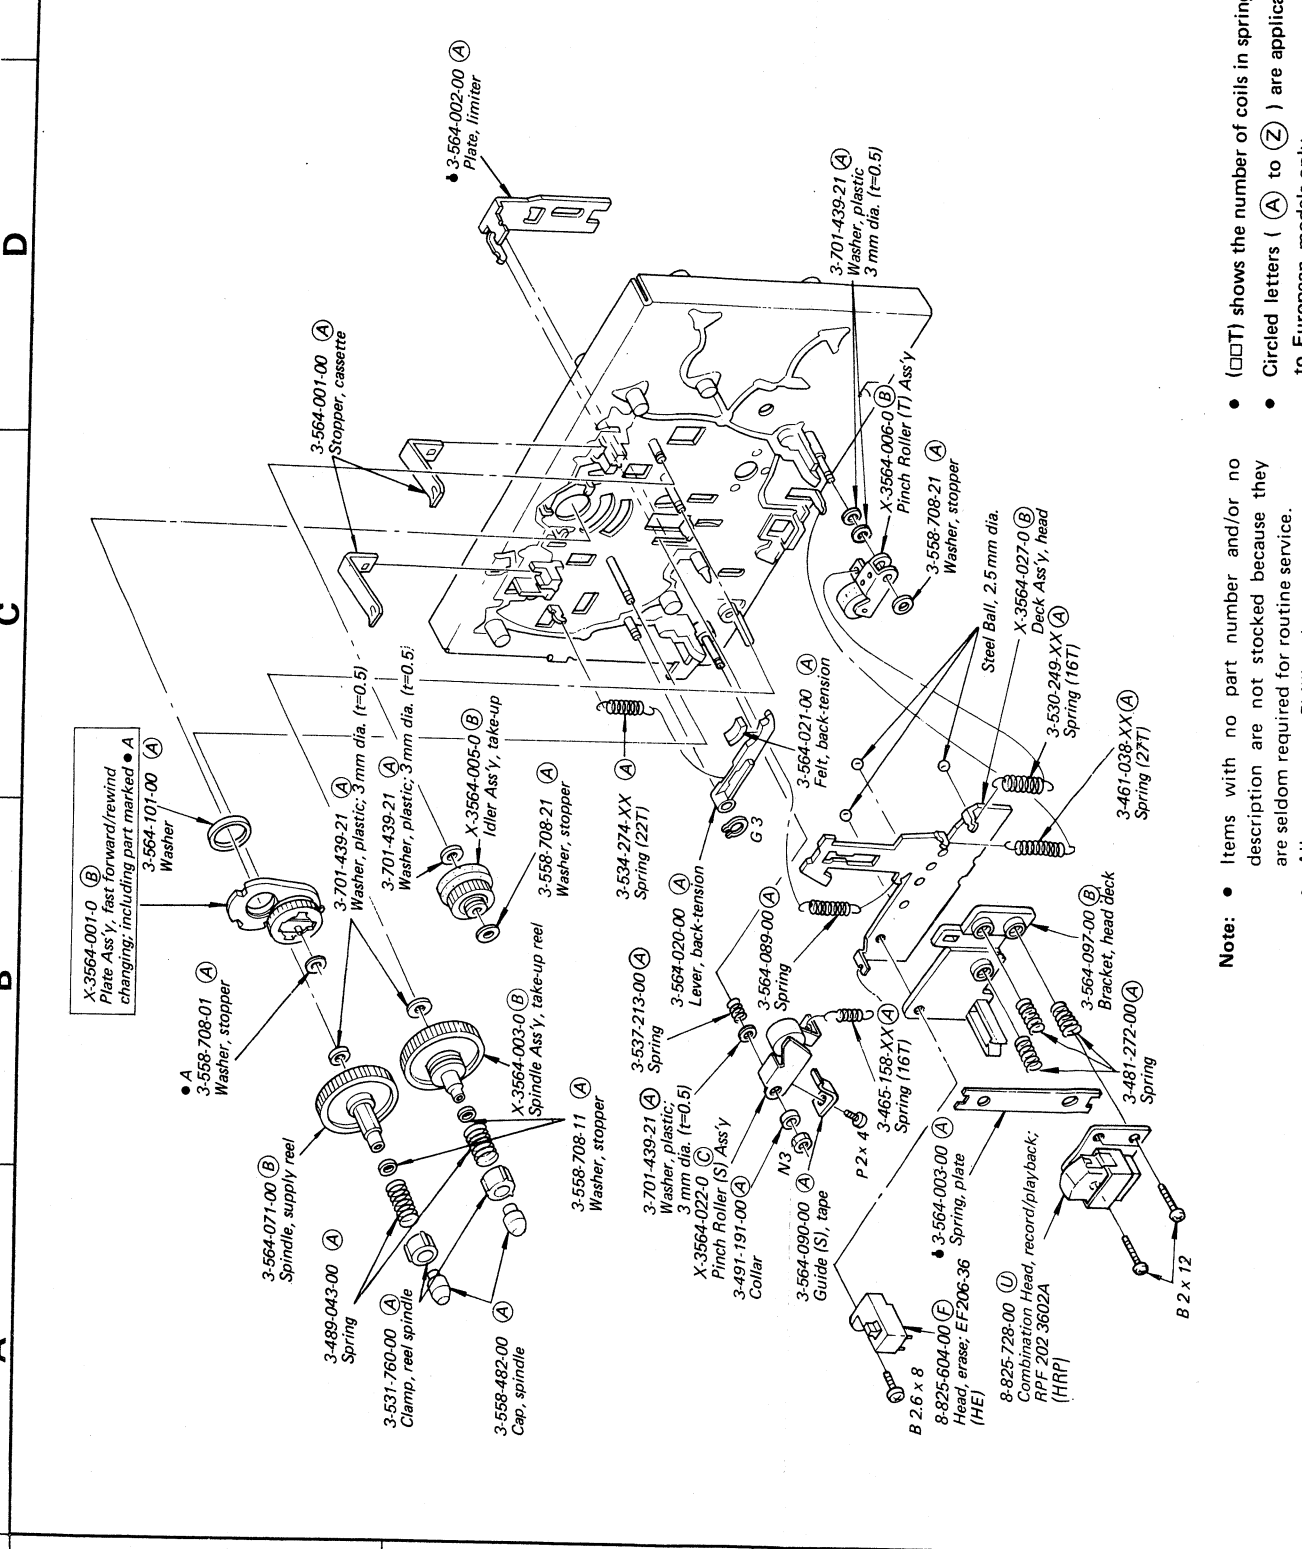 D
C
B
A
3-564-002-00 (A)
Plate, limiter
3-564-001-00 (A)
Stopper, cassette
3-701-439-21 (A)
Washer, plastic
3 mm dia. (t=0.5)
X-3564-006-0 (B)
Pinch Roller (T) Ass'y
3-558-708-21 (A)
Washer, stopper
X-3564-001-0 (B)
Plate Ass'y, fast forward/rewind
changing; including part marked ● A
3-564-101-00 (A)
Washer
3-701-439-21 (A)
Washer, plastic; 3 mm dia. (t=0.5)
3-701-439-21 (A)
Washer, plastic; 3 mm dia. (t=0.5)
X-3564-005-0 (B)
Idler Ass'y, take-up
3-558-708-21 (A)
Washer, stopper
3-534-274-XX (A)
Spring (22T)
3-564-021-00 (A)
Felt, back-tension
Steel Ball, 2.5 mm dia.
X-3564-027-0 (B)
Deck Ass'y, head
3-530-249-XX (A)
Spring (16T)
3-461-038-XX (A)
Spring (27T)
G 3
● A
3-558-708-01 (A)
Washer, stopper
X-3564-003-0 (B)
Spindle Ass'y, take-up reel
3-558-708-11 (A)
Washer, stopper
3-564-020-00 (A)
Lever, back-tension
3-537-213-00 (A)
Spring
3-564-089-00 (A)
Spring
3-564-097-00 (B)
Bracket, head deck
3-481-272-00 (A)
Spring
3-465-158-XX (A)
Spring (16T)
3-564-071-00 (B)
Spindle, supply reel
3-489-043-00 (A)
Spring
3-531-760-00 (A)
Clamp, reel spindle
3-558-482-00 (A)
Cap, spindle
3-701-439-21 (A)
Washer, plastic;
3 mm dia. (t=0.5)
X-3564-022-0 (C)
Pinch Roller (S) Ass'y
3-491-191-00 (A)
Collar
N3
3-564-090-00 (A)
Guide (S), tape
P 2 x 4
3-564-003-00 (A)
Spring, plate
B 2.6 x 8
8-825-604-00 (F)
Head, erase; EF206-36
(HE)
8-825-728-00 (U)
Combination Head, record/playback;
RPF 202 3602A
(HRP)
B 2 x 12
Note: ● Items with no part number and/or no
description are not stocked because they
are seldom required for routine service.
● (□□T) shows the number of coils in spring
● Circled letters ( (A) to (Z) ) are applica
to European models only.